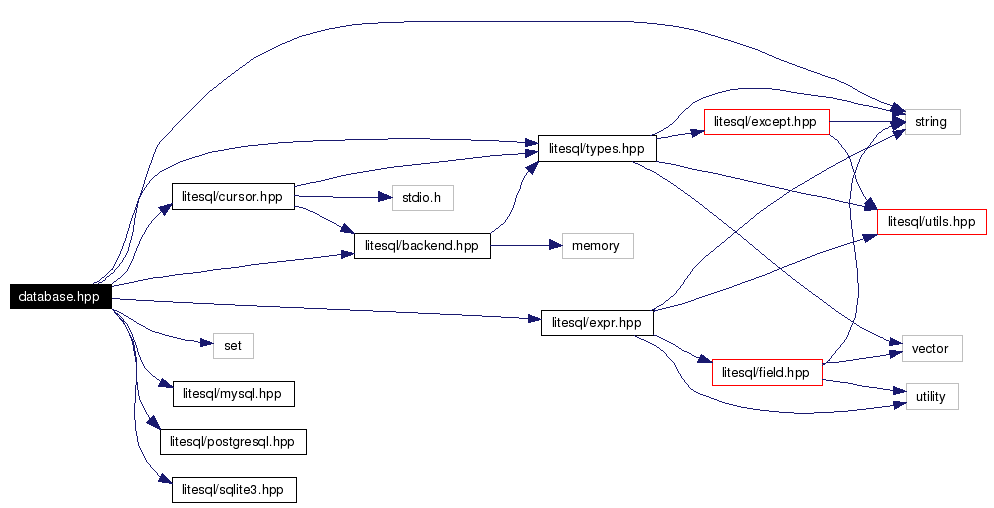 litesql/except.hpp
string
litesql/types.hpp
litesql/cursor.hpp
stdio.h
litesql/utils.hpp
litesql/backend.hpp
memory
database.hpp
litesql/expr.hpp
set
vector
litesql/field.hpp
litesql/mysql.hpp
utility
litesql/postgresql.hpp
litesql/sqlite3.hpp